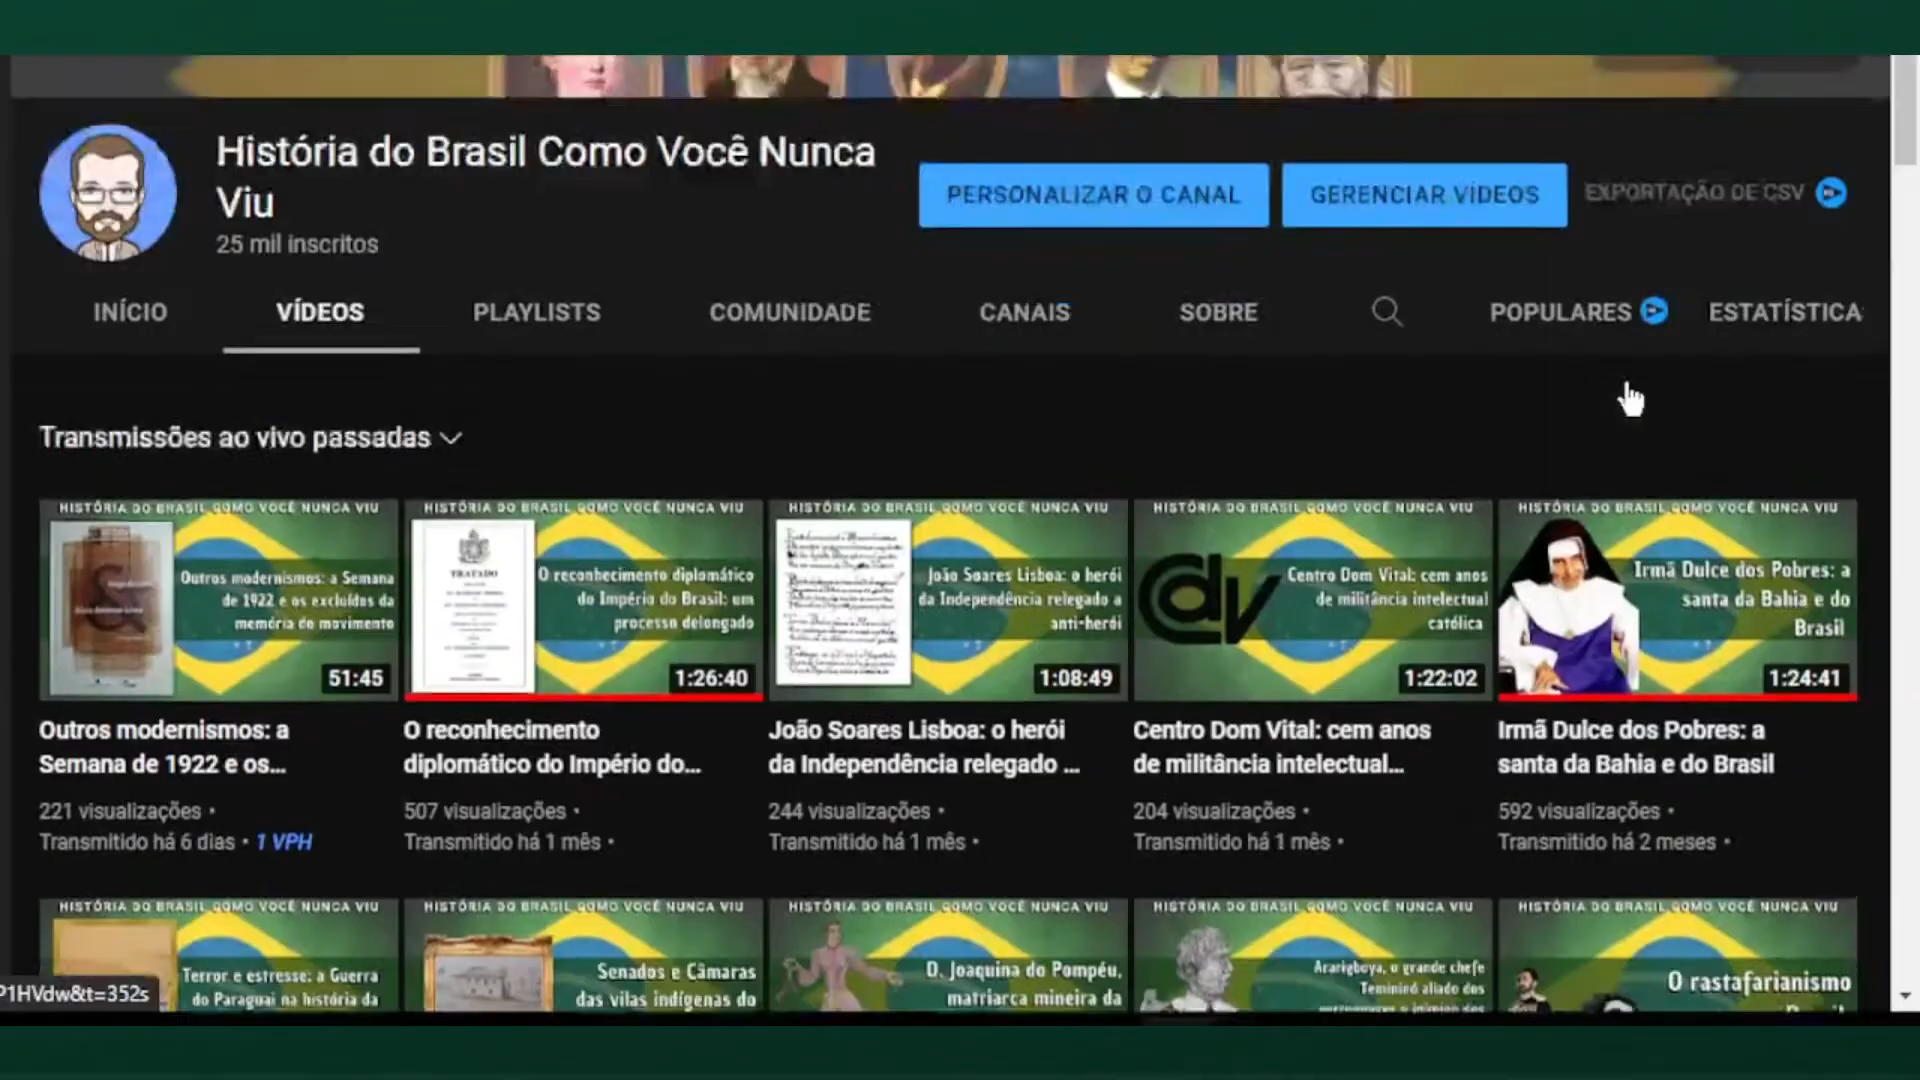 História do Brasil Como Você Nunca
Viu
25 mil inscritos
PERSONALIZAR O CANAL
GERENCIAR VÍDEOS
EXPORTAÇÃO DE CSV
INÍCIO
VÍDEOS
PLAYLISTS
COMUNIDADE
CANAIS
SOBRE
POPULARES
ESTATÍSTICA
Transmissões ao vivo passadas
HISTÓRIA DO BRASIL COMO VOCÊ NUNCA VIU
Outros modernismos: a Semana
de 1922 e os excluídos da
memória do movimento
51:45
HISTÓRIA DO BRASIL COMO VOCÊ NUNCA VIU
TRATADO
O reconhecimento diplomático
do Império do Brasil: um
processo delongado
1:26:40
HISTÓRIA DO BRASIL COMO VOCÊ NUNCA VIU
João Soares Lisboa: o herói
da Independência relegado a
anti-herói
1:08:49
HISTÓRIA DO BRASIL COMO VOCÊ NUNCA VIU
cdv
Centro Dom Vital: cem anos
de militância intelectual
católica
1:22:02
HISTÓRIA DO BRASIL COMO VOCÊ NUNCA VIU
Irmã Dulce dos Pobres: a
santa da Bahia e do
Brasil
1:24:41
Outros modernismos: a
Semana de 1922 e os...
221 visualizações •
Transmitido há 6 dias • 1 VPH
O reconhecimento
diplomático do Império do...
507 visualizações •
Transmitido há 1 mês •
João Soares Lisboa: o herói
da Independência relegado ...
244 visualizações •
Transmitido há 1 mês •
Centro Dom Vital: cem anos
de militância intelectual...
204 visualizações •
Transmitido há 1 mês •
Irmã Dulce dos Pobres: a
santa da Bahia e do Brasil
592 visualizações •
Transmitido há 2 meses •
HISTÓRIA DO BRASIL COMO VOCÊ NUNCA VIU
Terror e estresse: a Guerra
do Paraguai na história da
HISTÓRIA DO BRASIL COMO VOCÊ NUNCA VIU
Senados e Câmaras
das vilas indígenas do
HISTÓRIA DO BRASIL COMO VOCÊ NUNCA VIU
D. Joaquina do Pompéu,
matriarca mineira da
HISTÓRIA DO BRASIL COMO VOCÊ NUNCA VIU
Ararigboya, o grande chefe
Temininó aliado dos
HISTÓRIA DO BRASIL COMO VOCÊ NUNCA VIU
O rastafarianismo
P1HVdw&t=352s